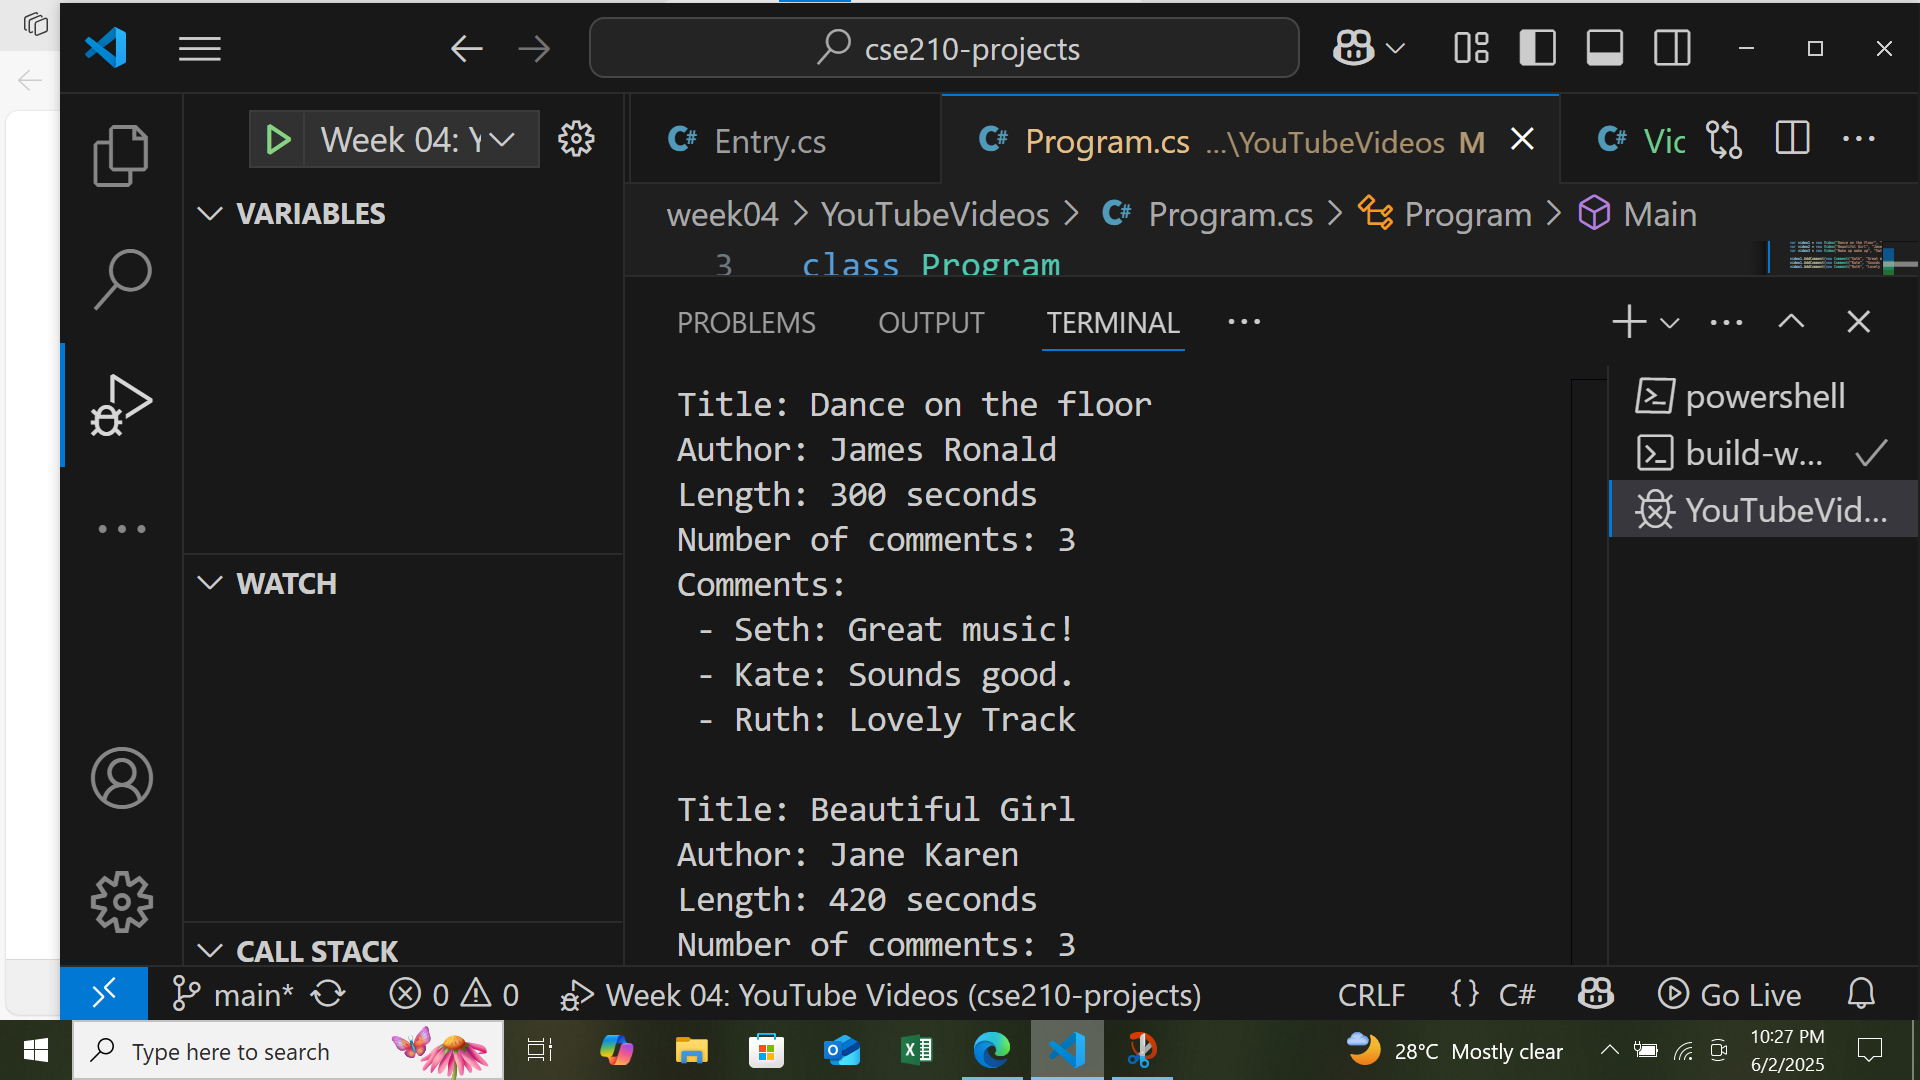 cse210-projects
Week 04: Y
Entry.cs
Program.cs ...\YouTubeVideos M
Vic
VARIABLES
week04 > YouTubeVideos > Program.cs > Program > Main
3 class Program
PROBLEMS OUTPUT TERMINAL
Title: Dance on the floor
Author: James Ronald
Length: 300 seconds
Number of comments: 3
Comments:
- Seth: Great music!
- Kate: Sounds good.
- Ruth: Lovely Track
Title: Beautiful Girl
Author: Jane Karen
Length: 420 seconds
Number of comments: 3
powershell
build-w...
YouTubeVid...
WATCH
CALL STACK
main* 0 0 Week 04: YouTube Videos (cse210-projects) CRLF {} C# Go Live
Type here to search
28°C Mostly clear
10:27 PM
6/2/2025